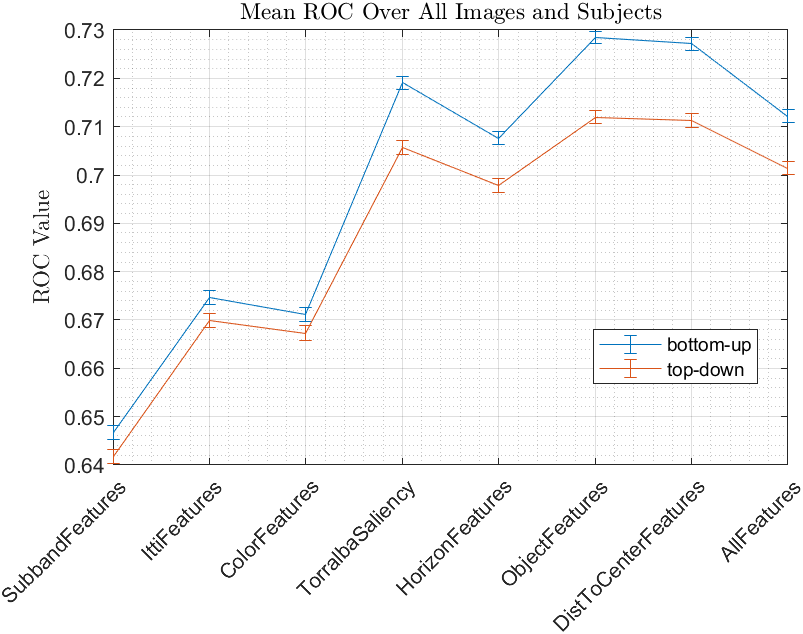 Mean ROC Over All Images and Subjects
0.73
0.72
0.71
0.7
0.69
0.68
0.67
0.66
0.65
0.64
ROC Value
bottom-up
top-down
SubbandFeatures
IttiFeatures
ColorFeatures
TorralbaSaliency
HorizonFeatures
ObjectFeatures
DistToCenterFeatures
AllFeatures